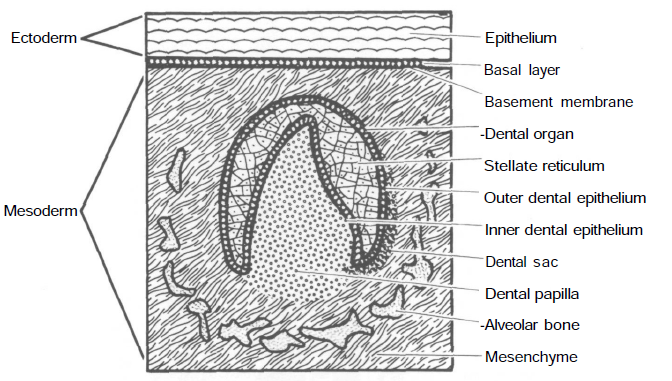 Ectoderm
Mesoderm
Epithelium
Basal layer
Basement membrane
-Dental organ
Stellate reticulum
Outer dental epithelium
Inner dental epithelium
Dental sac
Dental papilla
-Alveolar bone
Mesenchyme